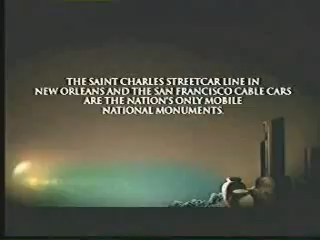 THE SAINT CHARLES STREETCAR LINE IN
NEW ORLEANS AND THE SAN FRANCISCO CABLE CARS
ARE THE NATION'S ONLY MOBILE
NATIONAL MONUMENTS.